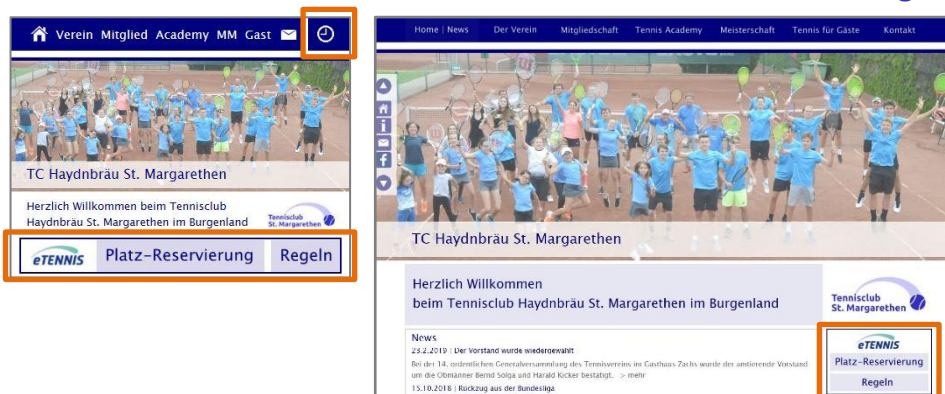 Verein Mitglied Academy MM Gast
TC Haydnbräu St. Margarethen
Herzlich Willkommen beim Tennisclub
Haydnbräu St. Margarethen im Burgenland
Tennisclub
St. Margarethen
eTENNIS Platz-Reservierung Regeln
Home | News Der Verein Mitgliedschaft Tennis Academy Meisterschaft Tennis für Gäste Kontakt
TC Haydnbräu St. Margarethen
Herzlich Willkommen
beim Tennisclub Haydnbräu St. Margarethen im Burgenland
Tennisclub
St. Margarethen
News
23.2.2019 | Der Vorstand wurde wiedergewählt
Bei der 14. ordentlichen Generalversammlung des Tennisvereins im Gasthaus Zachs wurde der amtierende Vorstand
um die Obmänner Bernd Solga und Harald Kicker bestätigt. > mehr
15.10.2018 | Rückzug aus der Bundesliga
eTENNIS
Platz-Reservierung
Regeln